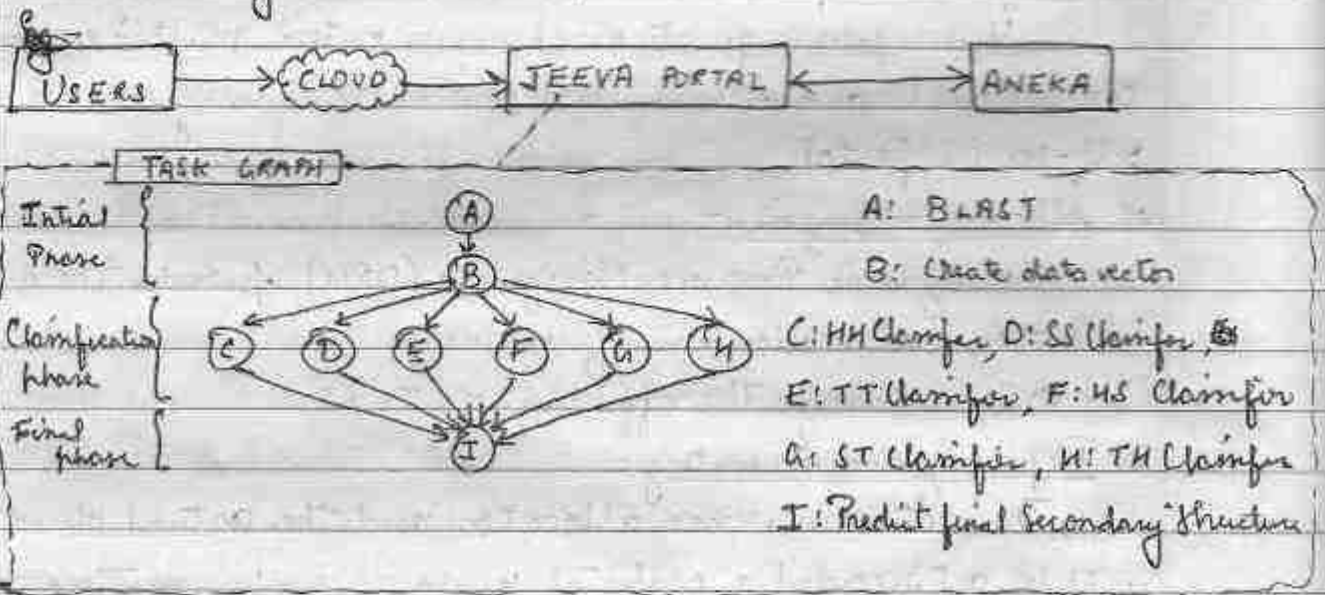 USERS CLOUD JEEVA PORTAL ANEKA
TASK GRAPH
Intial Phase
A
A: BLAST
B
B: Create data vector
Classification phase
C D E F G H
C: HH Classifier, D: SS Classifier,
E: TT Classifier, F: HS Classifier
G: ST Classifier, H: TH Classifier
Final phase
I
I: Predict final Secondary Structure